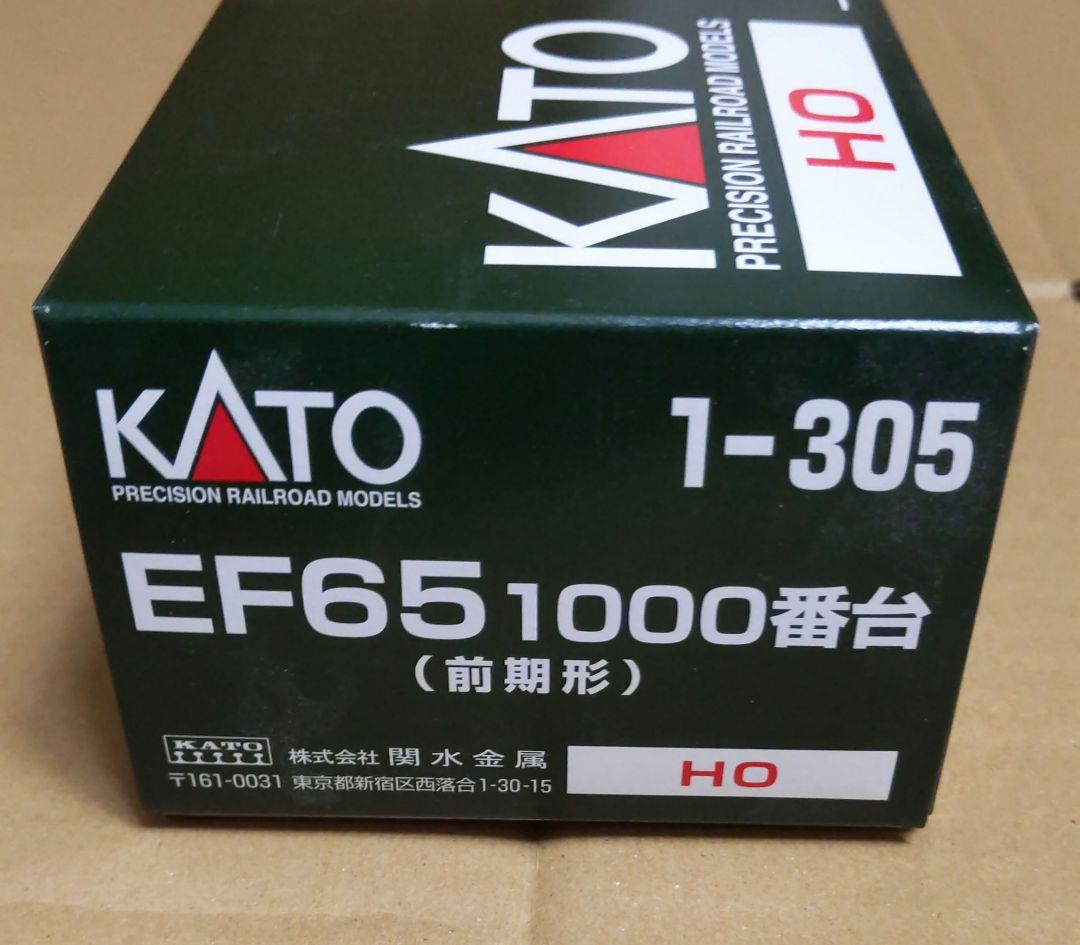 KATO
PRECISION RAILROAD MODELS
HO
KATO
PRECISION RAILROAD MODELS
1-305
EF65 1000番台
(前期形)
KATO
株式会社 関水金属
〒161-0031 東京都新宿区西落合1-30-15
HO